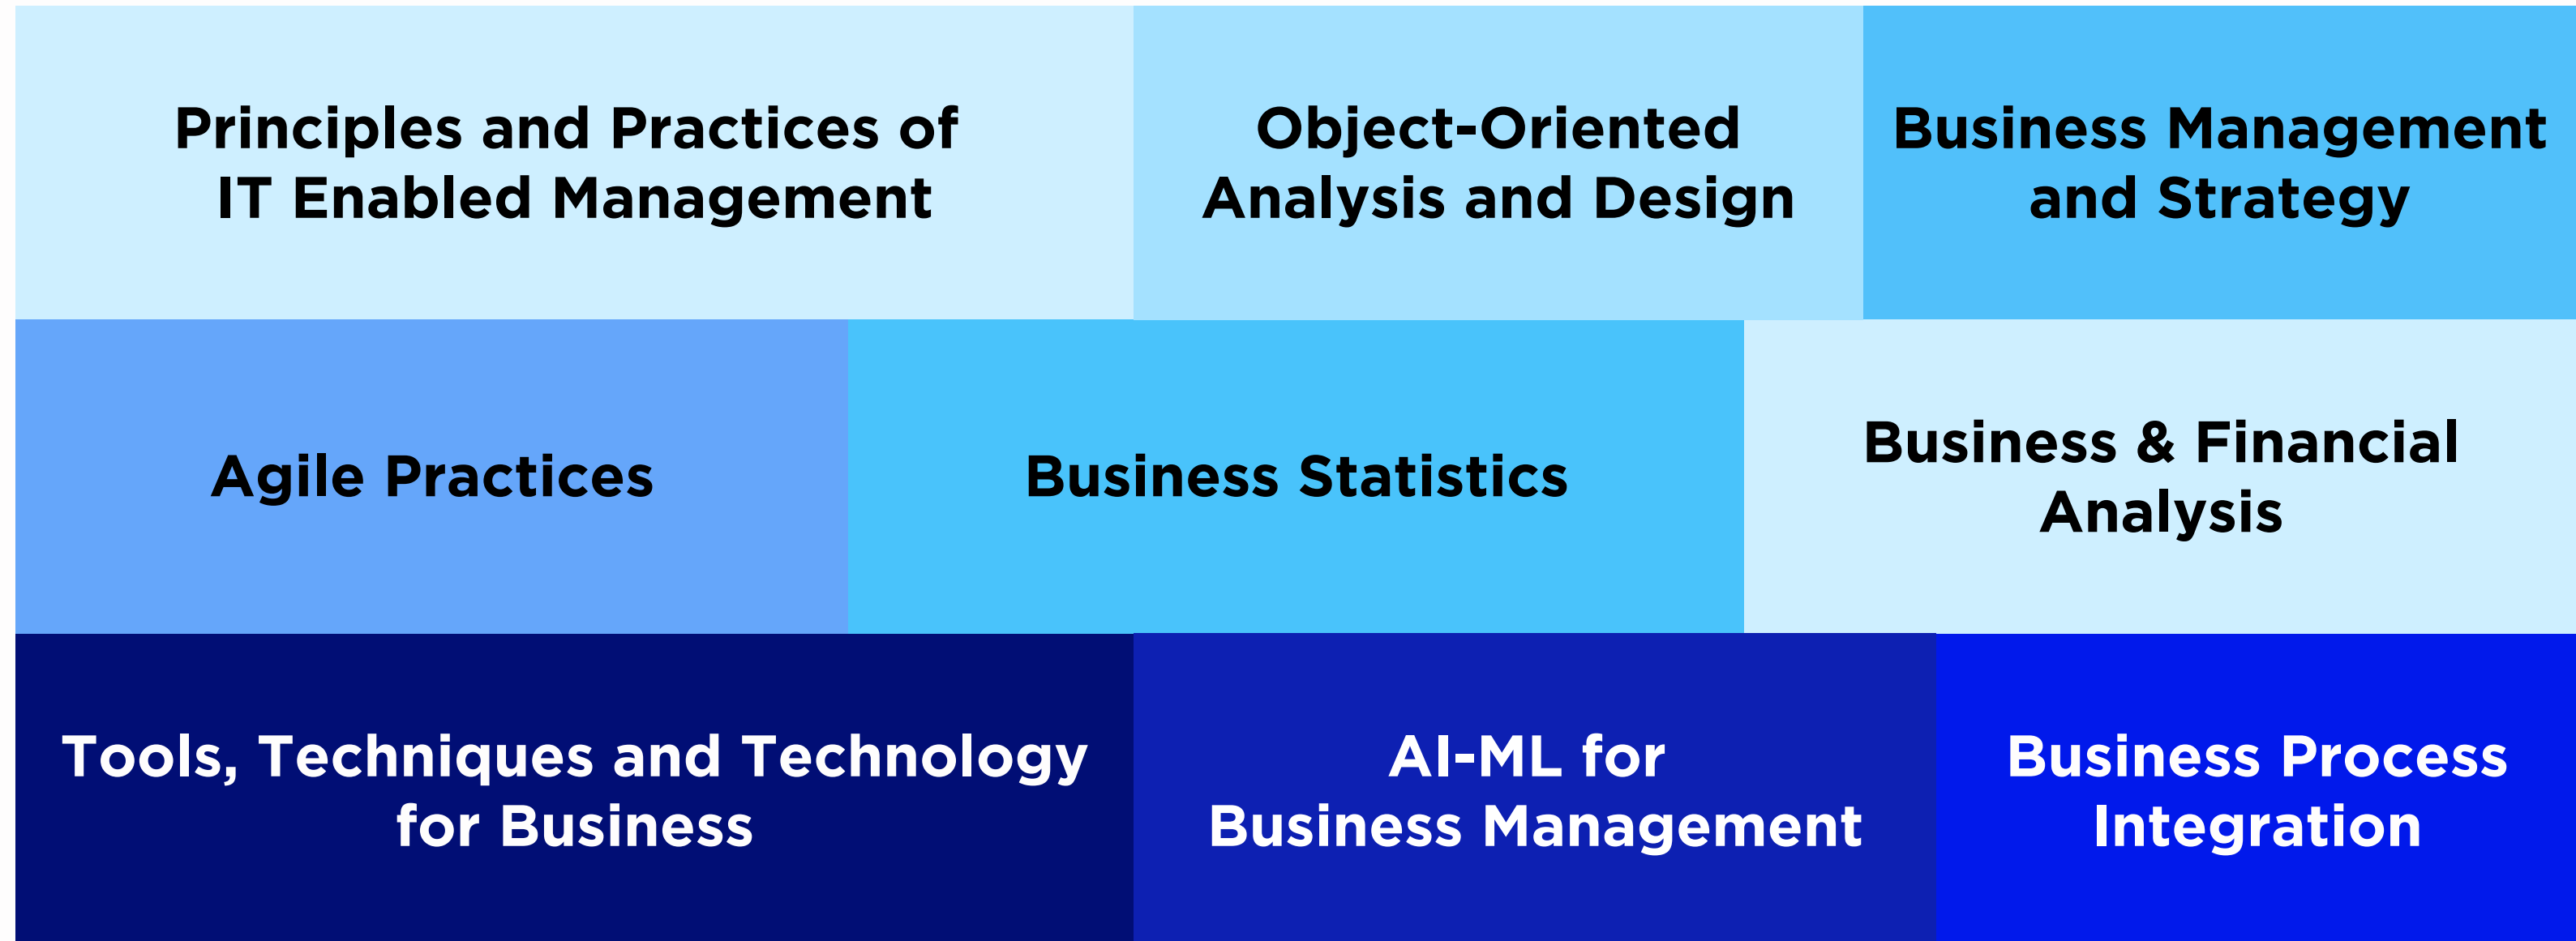 Principles and Practices of
IT Enabled Management
Object-Oriented
Analysis and Design
Business Management
and Strategy
Agile Practices
Business Statistics
Business & Financial
Analysis
Tools, Techniques and Technology
for Business
AI-ML for
Business Management
Business Process
Integration